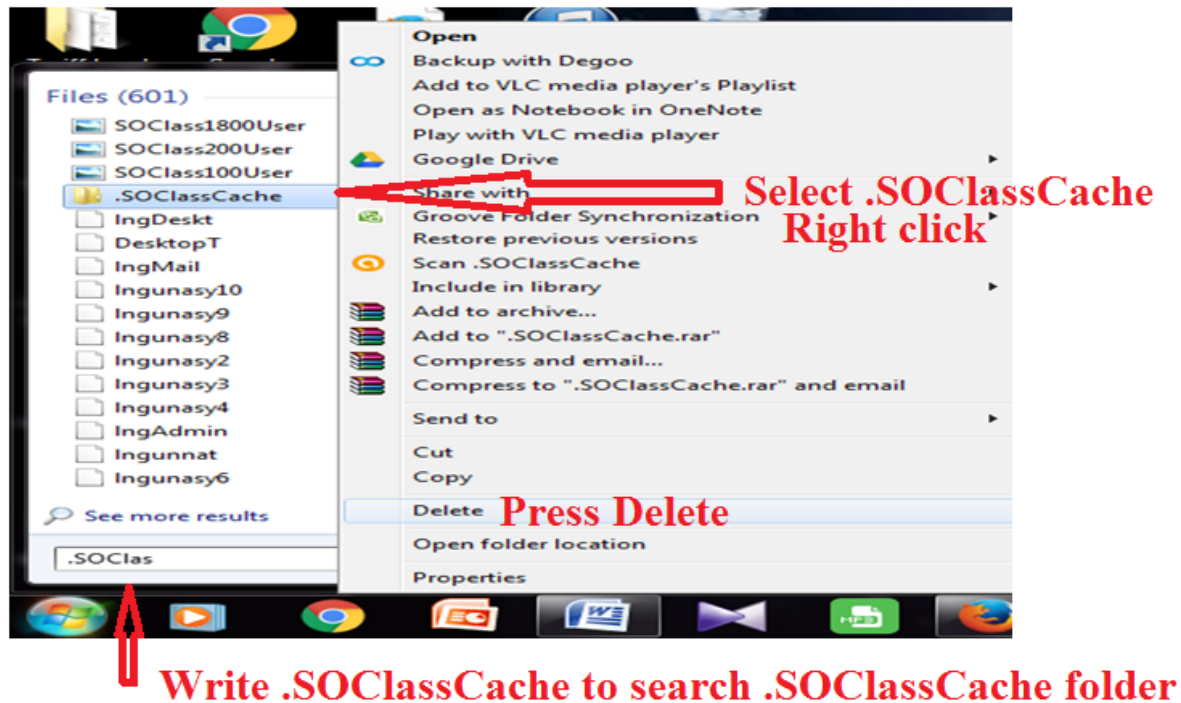 Files (601)
SOClass1800User
SOClass200User
SOClass100User
.SOClassCache
IngDeskt
DesktopT
IngMail
Ingunasy10
Ingunasy9
Ingunasy8
Ingunasy2
Ingunasy3
Ingunasy4
IngAdmin
Ingunnat
Ingunasy6
See more results
.SOClas
Open
Backup with Degoo
Add to VLC media player's Playlist
Open as Notebook in OneNote
Play with VLC media player
Google Drive
Share with
Groove Folder Synchronization
Restore previous versions
Scan .SOClassCache
Include in library
Add to archive...
Add to ".SOClassCache.rar"
Compress and email...
Compress to ".SOClassCache.rar" and email
Send to
Cut
Copy
Delete
Open folder location
Properties
Select .SOClassCache
Right click
Press Delete
Write .SOClassCache to search .SOClassCache folder